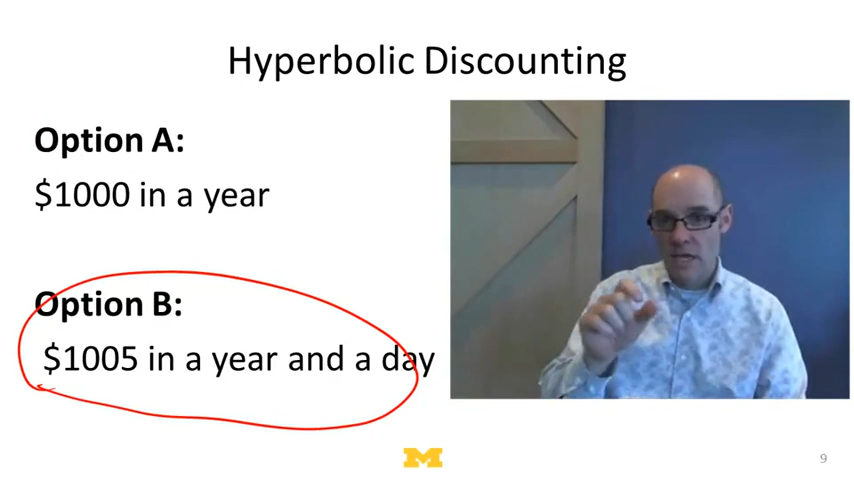 Hyperbolic Discounting
Option A:
$1000 in a year
Option B:
$1005 in a year and a day
M
9